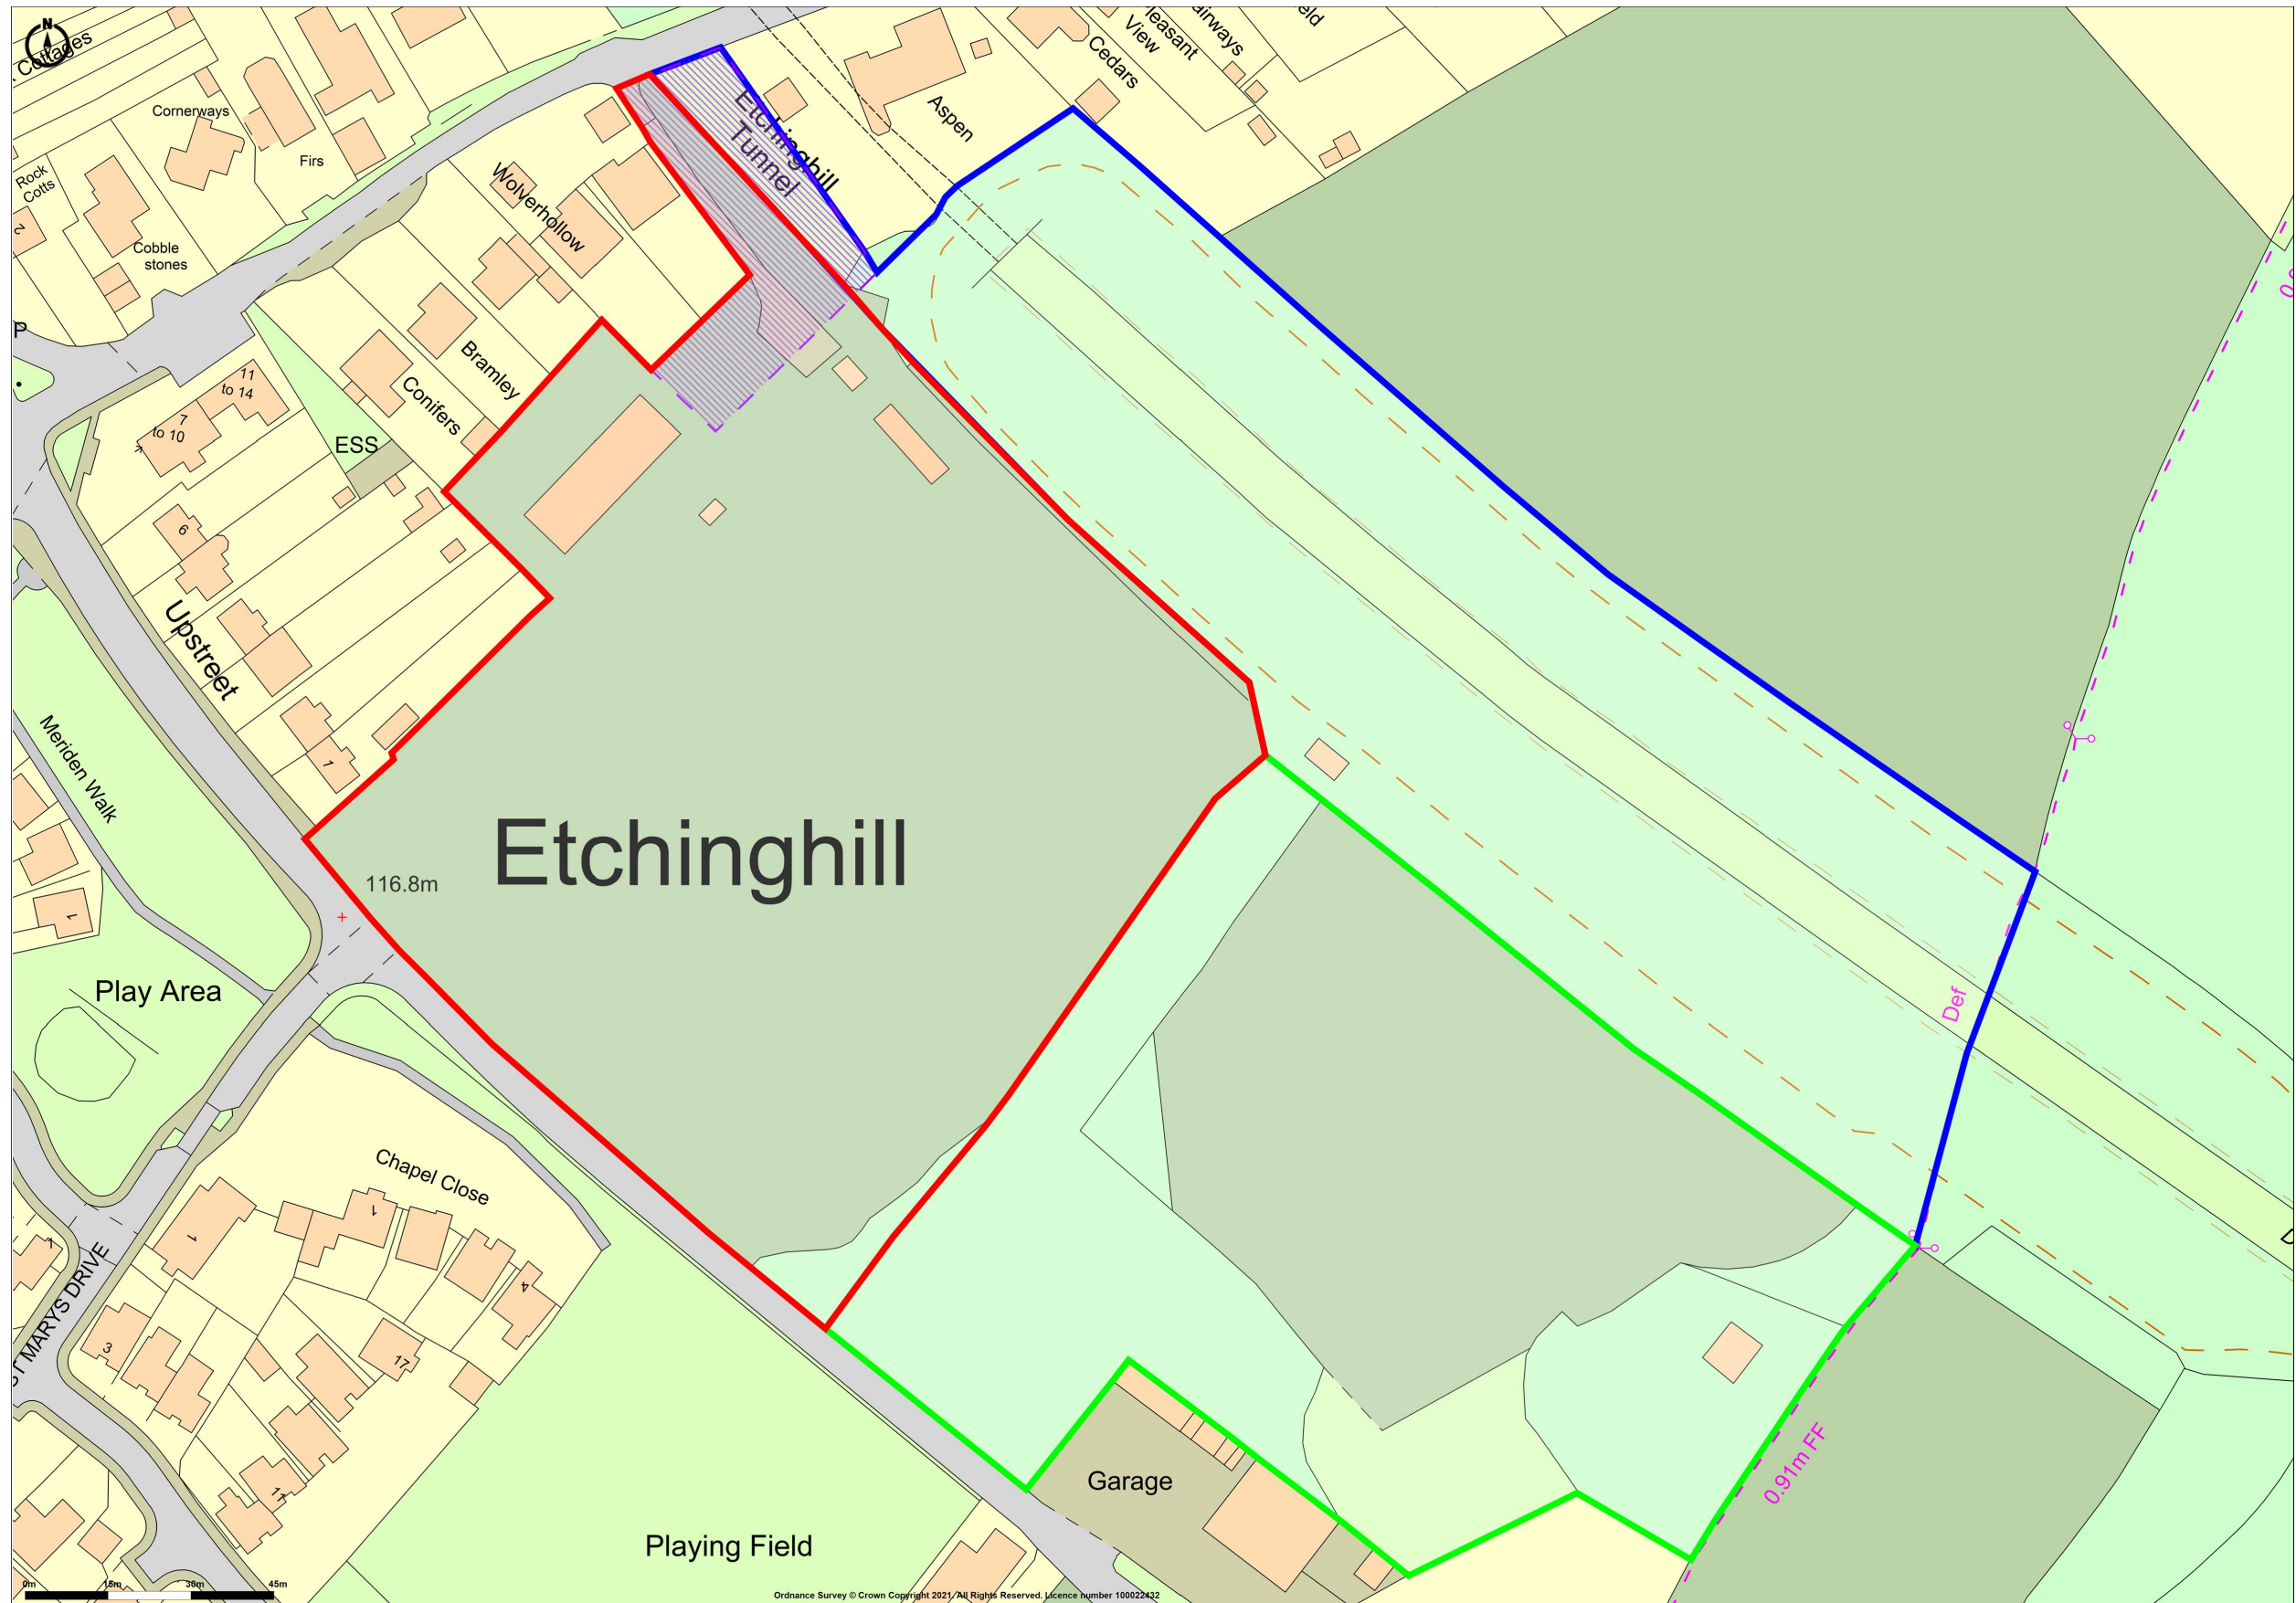 N
Cottages
Cornerways
Firs
Rock
Cotts
2
Cobble
stones
P
Wolverhollow
Etchinghill
Tunnel
Aspen
Cedars
View
Bramley
Conifers
11
to 14
7
to 10
ESS
6
Upstreet
1
Meriden Walk
1
Etchinghill
116.8m
Play Area
Chapel Close
1
1
4
3
17
11
ST MARYS DRIVE
Playing Field
Garage
Def
0.91m FF
0m 15m 30m 45m
Ordnance Survey © Crown Copyright 2021. All Rights Reserved. Licence number 100022432